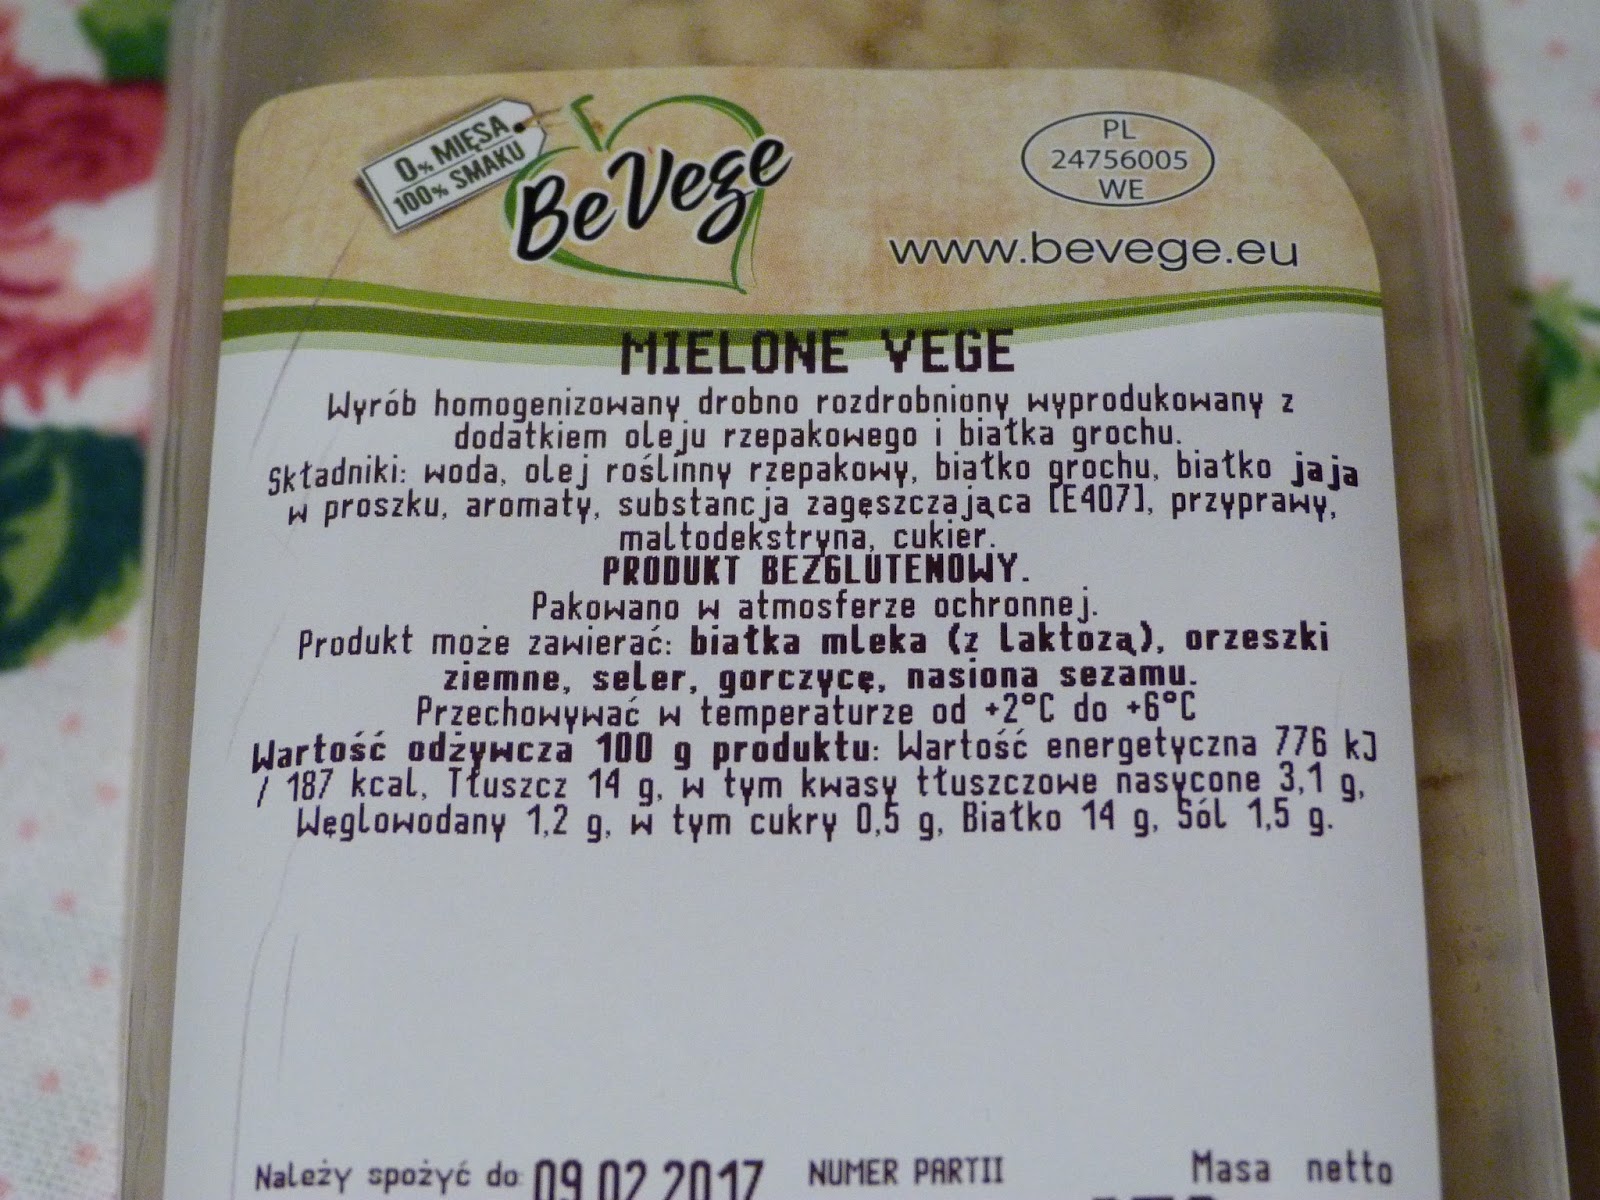 0% MIĘSA
100% SMAKU
BeVege
PL
24756005
WE
www.bevege.eu
MIELONE VEGE
Wyrób homogenizowany drobno rozdrobniony wyprodukowany z
dodatkiem oleju rzepakowego i białka grochu.
Składniki: woda, olej roślinny rzepakowy, białko grochu, białko jaja
w proszku, aromaty, substancja zagęszczająca [E407], przyprawy,
maltodekstryna, cukier.
PRODUKT BEZGLUTENOWY.
Pakowano w atmosferze ochronnej.
Produkt może zawierać: białka mleka (z laktozą), orzeszki
ziemne, seler, gorczycę, nasiona sezamu.
Przechowywać w temperaturze od +2°C do +6°C
Wartość odżywcza 100 g produktu: Wartość energetyczna 776 kJ
/ 187 kcal, Tłuszcz 14 g, w tym kwasy tłuszczowe nasycone 3,1 g,
Węglowodany 1,2 g, w tym cukry 0,5 g, Białko 14 g, Sól 1,5 g.
Należy spożyć do: 09.02.2017 NUMER PARTII Masa netto